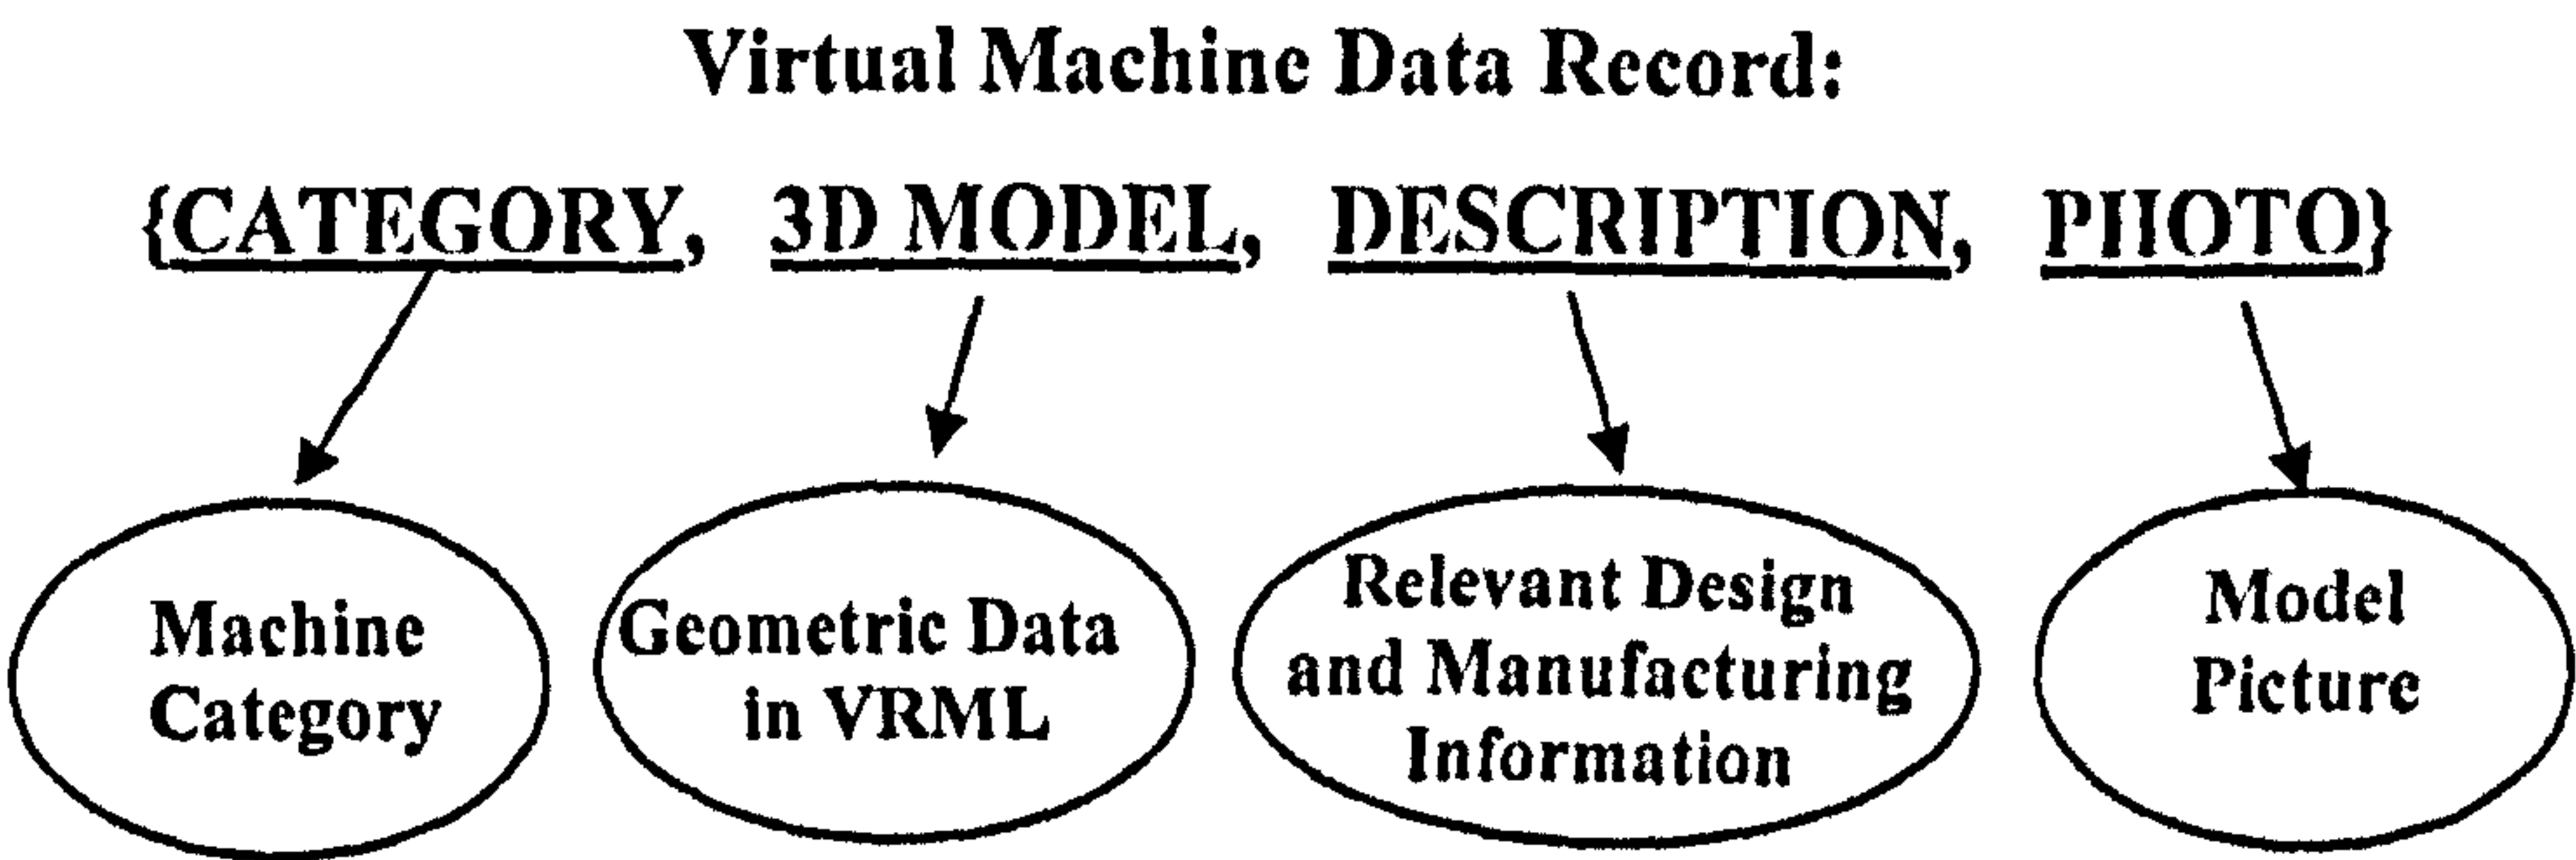 Virtual Machine Data Record:
{CATEGORY, 3D MODEL, DESCRIPTION, PHOTO}
Machine
Category
Geometric Data
in VRML
Relevant Design
and Manufacturing
Information
Model
Picture